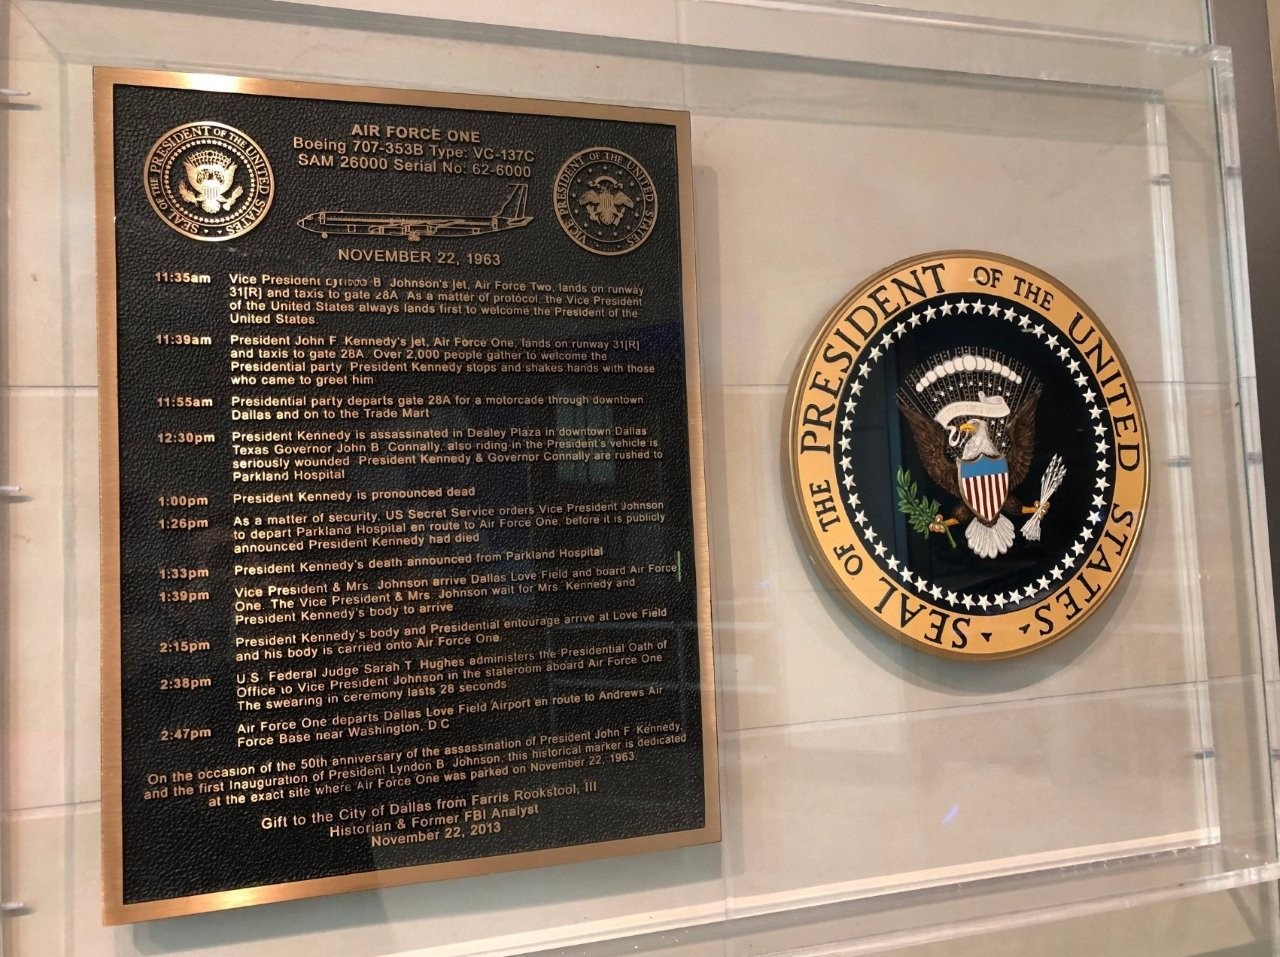 AIR FORCE ONE
Boeing 707-353B Type: VC-137C
SAM 26000 Serial No: 62-6000
SEAL OF THE PRESIDENT OF THE UNITED STATES
VICE PRESIDENT OF THE UNITED STATES
NOVEMBER 22, 1963
11:35am Vice President Lyndon B. Johnson's jet, Air Force Two, lands on runway
31[R] and taxis to gate 28A. As a matter of protocol, the Vice President
of the United States always lands first to welcome the President of the
United States.
11:39am President John F. Kennedy's jet, Air Force One, lands on runway 31[R]
and taxis to gate 28A. Over 2,000 people gather to welcome the
Presidential party. President Kennedy stops and shakes hands with those
who came to greet him
11:55am Presidential party departs gate 28A for a motorcade through downtown
Dallas and on to the Trade Mart
12:30pm President Kennedy is assassinated in Dealey Plaza in downtown Dallas
Texas Governor John B. Connally, also riding in the President's vehicle is
seriously wounded. President Kennedy & Governor Connally are rushed to
Parkland Hospital
1:00pm President Kennedy is pronounced dead
1:26pm As a matter of security, US Secret Service orders Vice President Johnson
to depart Parkland Hospital en route to Air Force One, before it is publicly
announced President Kennedy had died
1:33pm President Kennedy's death announced from Parkland Hospital
1:39pm Vice President & Mrs. Johnson arrive Dallas Love Field and board Air Force
One. The Vice President & Mrs. Johnson wait for Mrs. Kennedy and
President Kennedy's body to arrive
2:15pm President Kennedy's body and Presidential entourage arrive at Love Field
and his body is carried onto Air Force One
2:38pm U.S. Federal Judge Sarah T. Hughes administers the Presidential Oath of
Office to Vice President Johnson in the stateroom aboard Air Force One
The swearing in ceremony lasts 28 seconds
2:47pm Air Force One departs Dallas Love Field Airport en route to Andrews Air
Force Base near Washington, D.C
On the occasion of the 50th anniversary of the assassination of President John F. Kennedy,
and the first Inauguration of President Lyndon B. Johnson, this historical marker is dedicated
at the exact site where Air Force One was parked on November 22, 1963
Gift to the City of Dallas from Farris Rookstool, III
Historian & Former FBI Analyst
November 22, 2013
SEAL OF THE PRESIDENT OF THE UNITED STATES